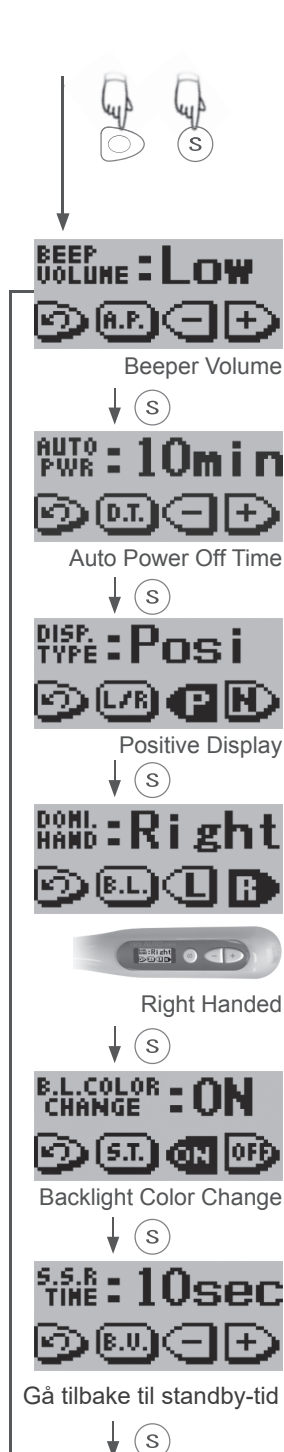 S
BEEP VOLUME : Low
A.P. - +
Beeper Volume
S
AUTO PWR : 10min
D.T. - +
Auto Power Off Time
S
DISP. TYPE : Posi
L/R P N
Positive Display
S
DOMI. HAND : Right
B.L. L R
:Right
- +
Right Handed
S
B.L.COLOR CHANGE : ON
S.T. ON OFF
Backlight Color Change
S
S.S.R TIME : 10sec
B.V. - +
Gå tilbake til standby-tid
S